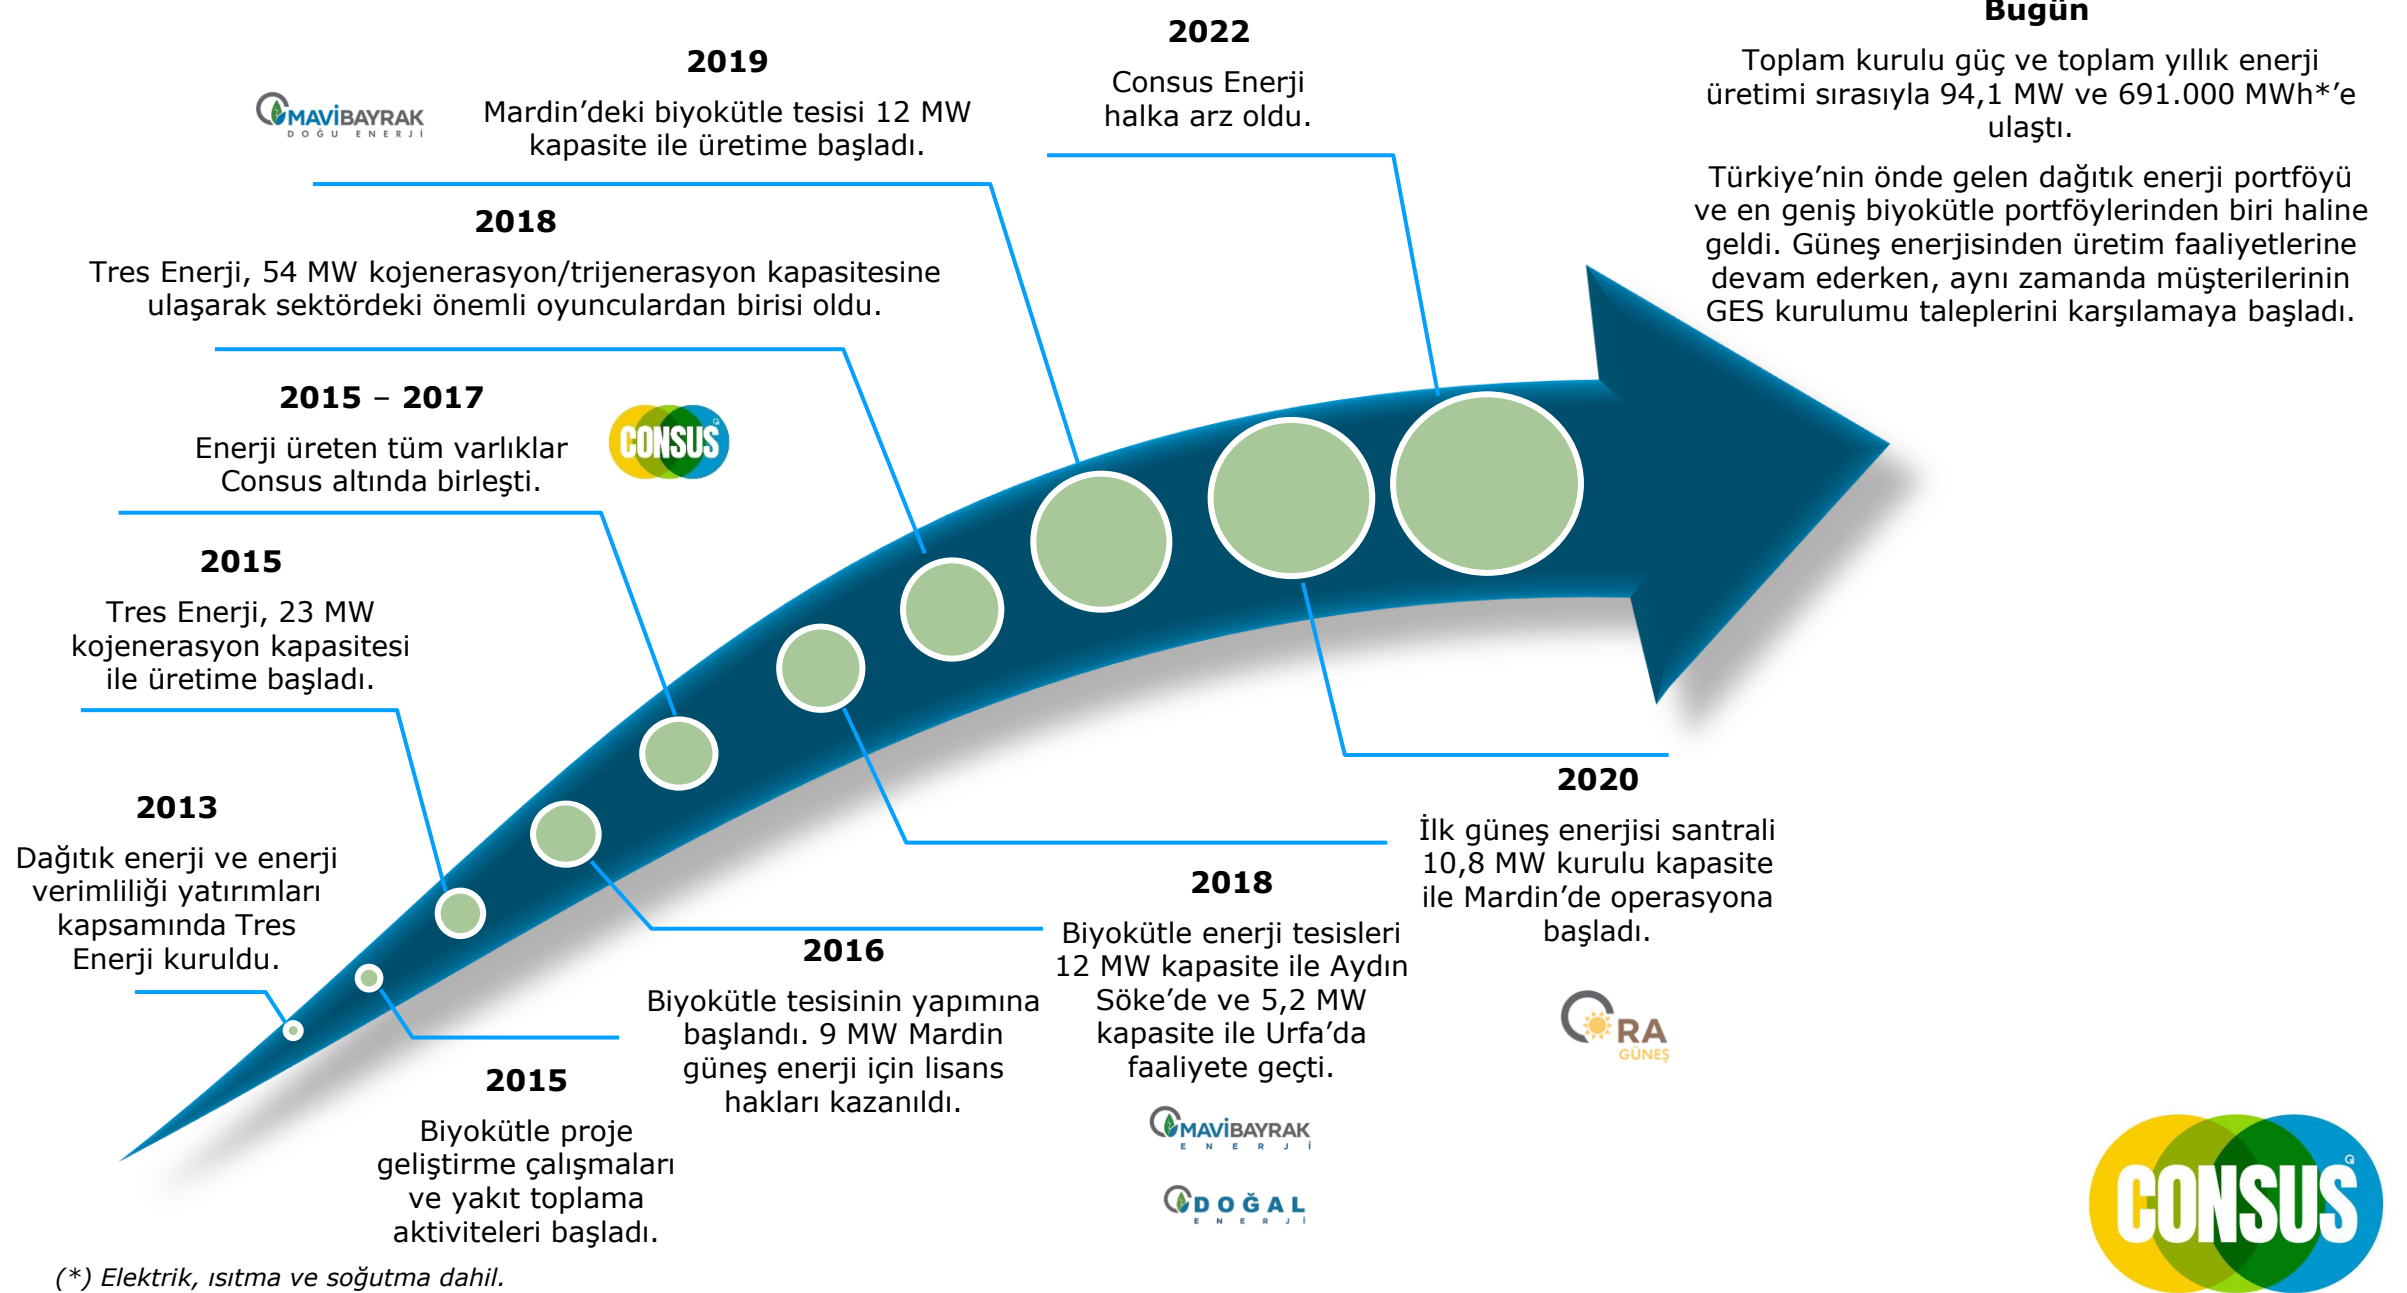 2013
Dağıtık enerji ve enerji
verimliliği yatırımları
kapsamında Tres
Enerji kuruldu.
2015
Biyokütle proje
geliştirme çalışmaları
ve yakıt toplama
aktiviteleri başladı.
2015
Tres Enerji, 23 MW
kojenerasyon kapasitesi
ile üretime başladı.
2016
Biyokütle tesisinin yapımına
başlandı. 9 MW Mardin
güneş enerji için lisans
hakları kazanıldı.
2015 – 2017
Enerji üreten tüm varlıklar
Consus altında birleşti.
CONSUS
2018
Biyokütle enerji tesisleri
12 MW kapasite ile Aydın
Söke’de ve 5,2 MW
kapasite ile Urfa’da
faaliyete geçti.
MAVİBAYRAK
ENERJİ
DOĞAL
ENERJİ
2018
Tres Enerji, 54 MW kojenerasyon/trijenerasyon kapasitesine
ulaşarak sektördeki önemli oyunculardan birisi oldu.
2019
Mardin’deki biyokütle tesisi 12 MW
kapasite ile üretime başladı.
MAVİBAYRAK
DOĞU ENERJİ
2020
İlk güneş enerjisi santrali
10,8 MW kurulu kapasite
ile Mardin’de operasyona
başladı.
RA
GÜNEŞ
2022
Consus Enerji
halka arz oldu.
Bugün
Toplam kurulu güç ve toplam yıllık enerji
üretimi sırasıyla 94,1 MW ve 691.000 MWh*’e
ulaştı.
Türkiye’nin önde gelen dağıtık enerji portföyü
ve en geniş biyokütle portföylerinden biri haline
geldi. Güneş enerjisinden üretim faaliyetlerine
devam ederken, aynı zamanda müşterilerinin
GES kurulumu taleplerini karşılamaya başladı.
CONSUS
(*) Elektrik, ısıtma ve soğutma dahil.